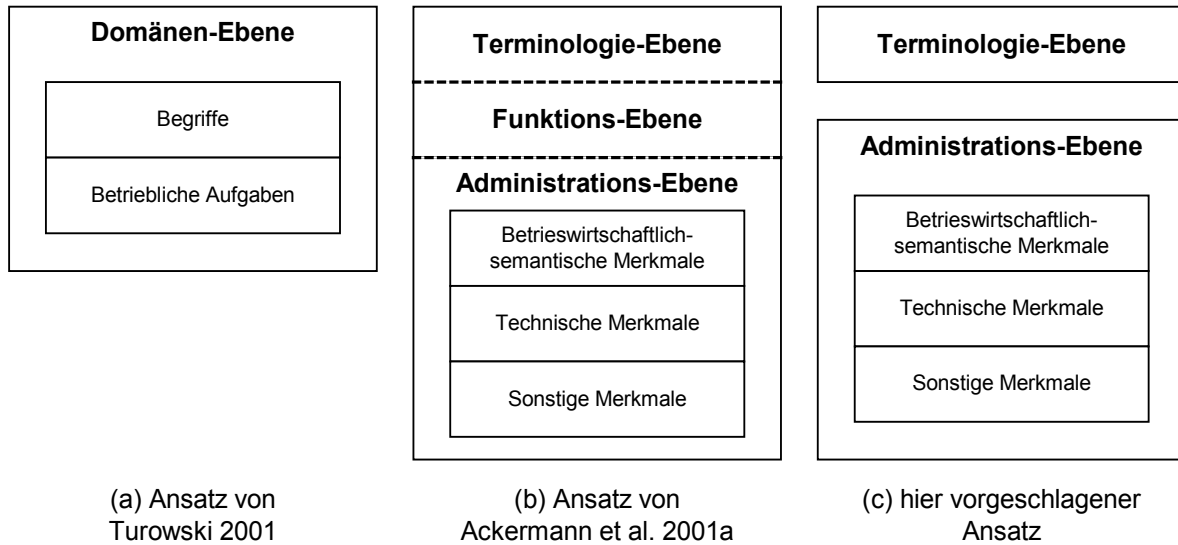 Domänen-Ebene
Begriffe
Betriebliche Aufgaben
(a) Ansatz von
Turowski 2001
Terminologie-Ebene
Funktions-Ebene
Administrations-Ebene
Betrieswirtschaftlich-
semantische Merkmale
Technische Merkmale
Sonstige Merkmale
(b) Ansatz von
Ackermann et al. 2001a
Terminologie-Ebene
Administrations-Ebene
Betrieswirtschaftlich-
semantische Merkmale
Technische Merkmale
Sonstige Merkmale
(c) hier vorgeschlagener
Ansatz